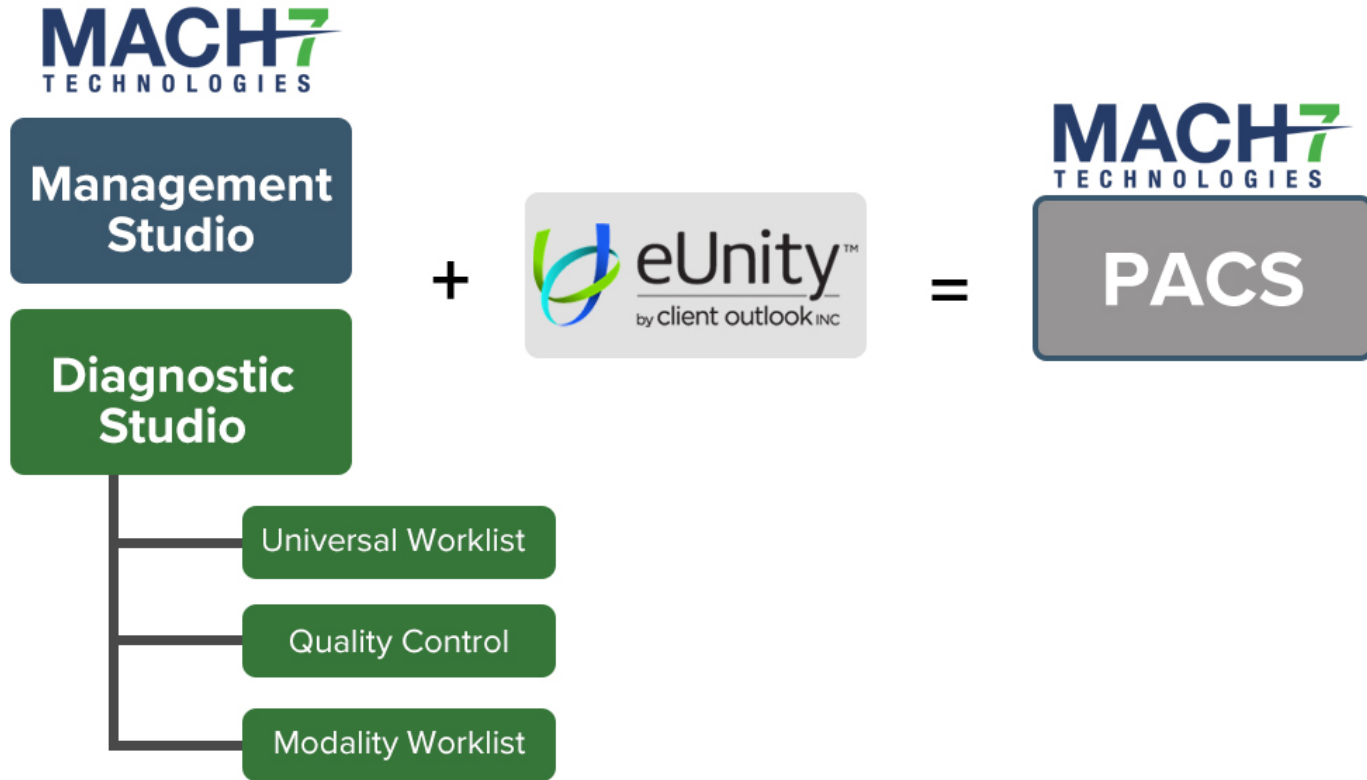 MACH7
TECHNOLOGIES
Management
Studio
Diagnostic
Studio
Universal Worklist
Quality Control
Modality Worklist
+
eUnity™
by client outlook INC
=
MACH7
TECHNOLOGIES
PACS